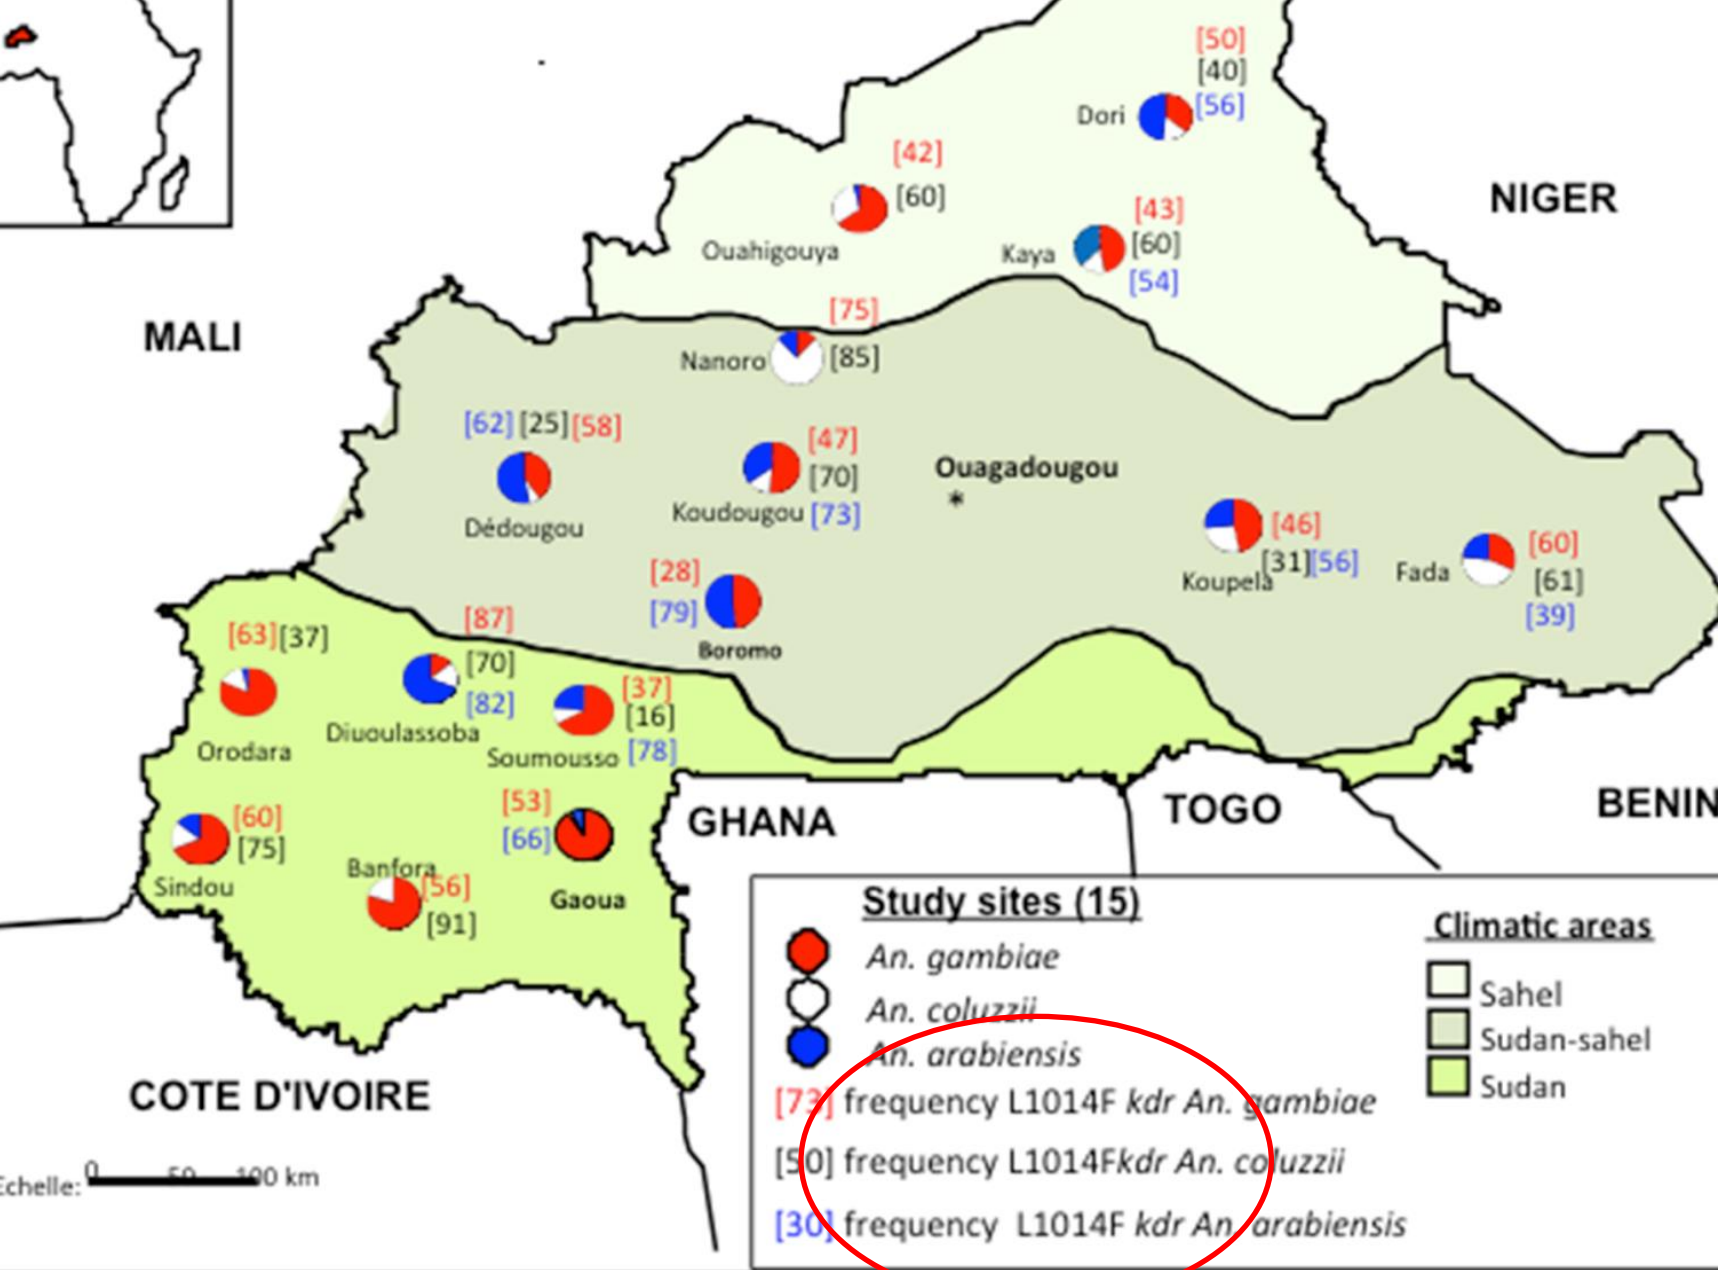 [50]
[40]
Dori [56]
[42]
[60]
Ouahigouya
[43]
Kaya [60]
[54]
NIGER
MALI
[75]
Nanoro [85]
[62] [25] [58]
Dédougou
[47]
[70]
Koudougou [73]
Ouagadougou
*
[46]
[31] [56]
Koupela
Fada [60]
[61]
[39]
[28]
[79]
Boromo
[63] [37]
Orodara
[87]
[70]
[82]
Diuoulassoba
[37]
[16]
Soumousso [78]
[60]
[75]
Sindou
Banfora
[56]
[91]
[53]
[66]
Gaoua
GHANA
TOGO
BENIN
COTE D'IVOIRE
Echelle: 0 50 100 km
Study sites (15)
An. gambiae
An. coluzzii
An. arabiensis
[73] frequency L1014F kdr An. gambiae
[50] frequency L1014Fkdr An. coluzzii
[30] frequency L1014F kdr An. arabiensis
Climatic areas
Sahel
Sudan-sahel
Sudan